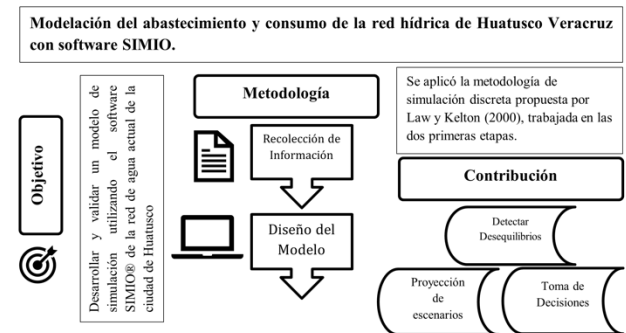 Modelación del abastecimiento y consumo de la red hídrica de Huatusco Veracruz
con software SIMIO.
Objetivo
Desarrollar y validar un modelo de
simulación utilizando el software
SIMIO® de la red de agua actual de la
ciudad de Huatusco
Metodología
Recolección de
Información
Diseño del
Modelo
Se aplicó la metodología de
simulación discreta propuesta por
Law y Kelton (2000), trabajada en las
dos primeras etapas.
Contribución
Detectar
Desequilibrios
Proyección
de
escenarios
Toma de
Decisiones